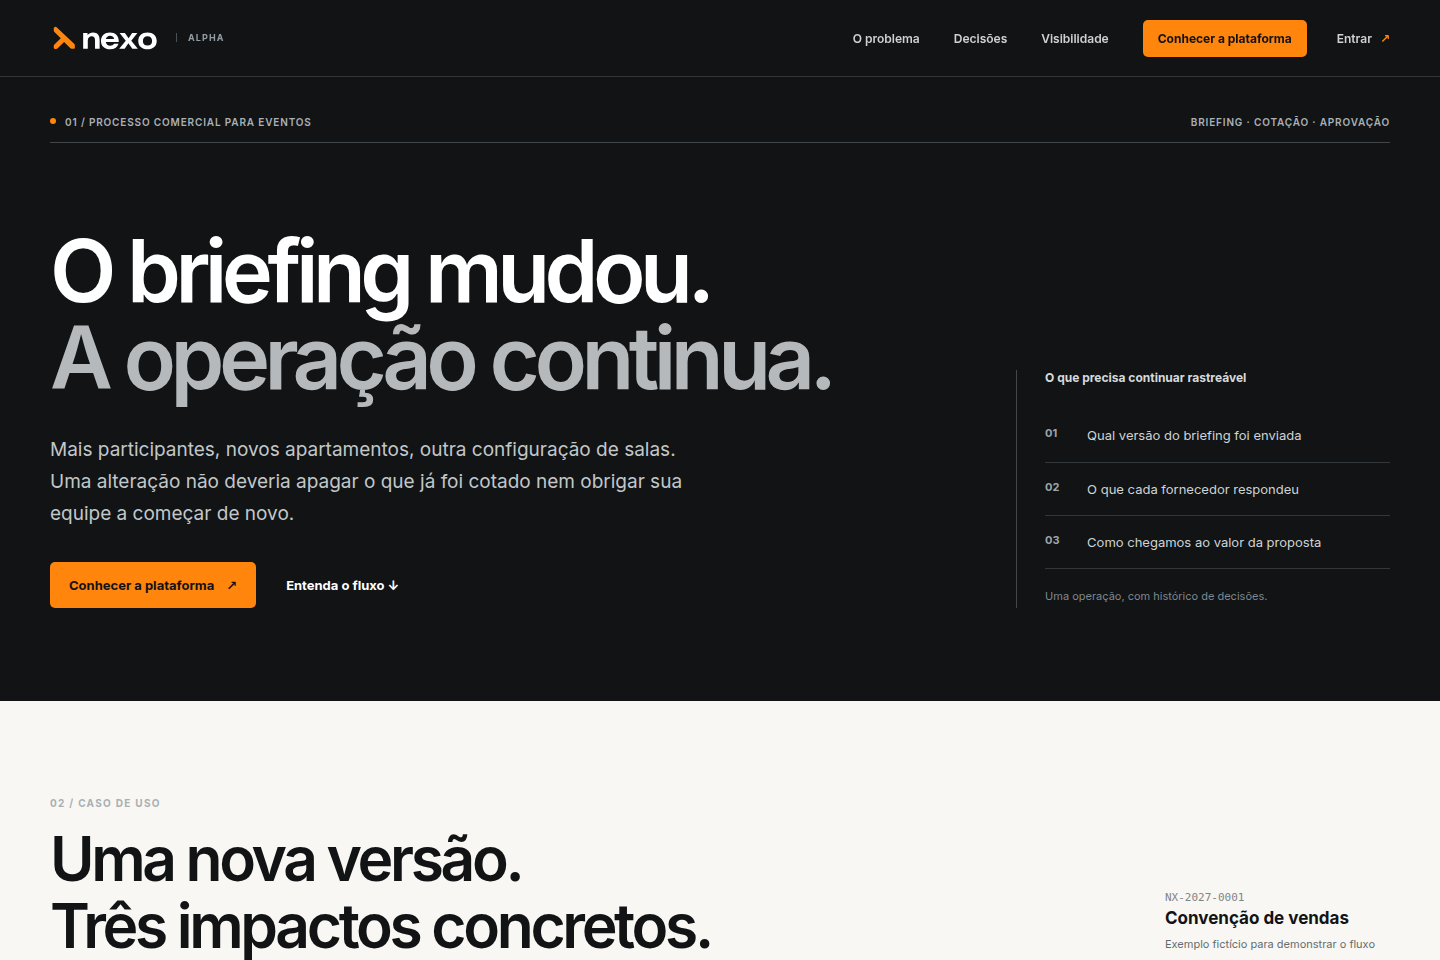 nexo
ALPHA
O problema
Decisões
Visibilidade
Conhecer a plataforma
Entrar ↗
01 / PROCESSO COMERCIAL PARA EVENTOS
BRIEFING · COTAÇÃO · APROVAÇÃO
O briefing mudou.
A operação continua.
Mais participantes, novos apartamentos, outra configuração de salas.
Uma alteração não deveria apagar o que já foi cotado nem obrigar sua
equipe a começar de novo.
Conhecer a plataforma ↗
Entenda o fluxo ↓
O que precisa continuar rastreável
01 Qual versão do briefing foi enviada
02 O que cada fornecedor respondeu
03 Como chegamos ao valor da proposta
Uma operação, com histórico de decisões.
02 / CASO DE USO
Uma nova versão.
Três impactos concretos.
NX-2027-0001
Convenção de vendas
Exemplo fictício para demonstrar o fluxo